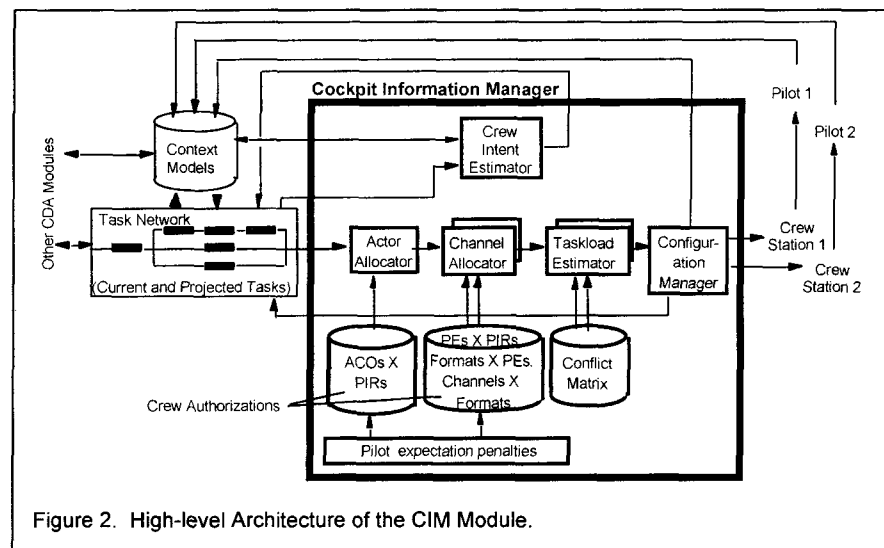 Cockpit Information Manager
Pilot 1
Pilot 2
Context
Models
Crew
Intent
Estimator
Other CDA Modules
Task Network
(Current and Projected Tasks)
Actor
Allocator
Channel
Allocator
Taskload
Estimator
Configur-
ation
Manager
Crew
Station 1
Crew
Station 2
ACOs X
PIRs
PEs X PIRs
Formats X PEs.
Channels X
Formats
Conflict
Matrix
Crew Authorizations
Pilot expectation penalties
Figure 2. High-level Architecture of the CIM Module.